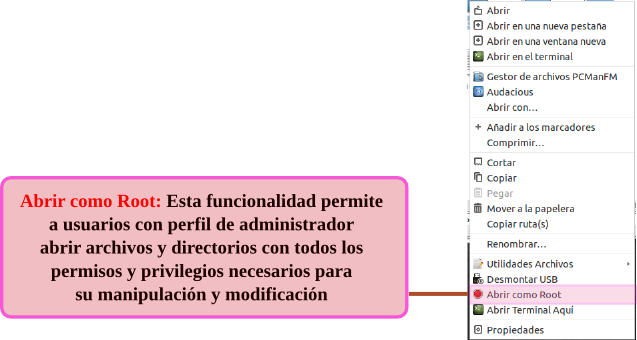 Abrir
Abrir en una nueva pestaña
Abrir en una ventana nueva
Abrir en el terminal
Gestor de archivos PCManFM
Audacious
Abrir con...
Añadir a los marcadores
Comprimir...
Cortar
Copiar
Pegar
Mover a la papelera
Copiar ruta(s)
Renombrar...
Utilidades Archivos
Desmontar USB
Abrir como Root
Abrir Terminal Aquí
Propiedades
Abrir como Root: Esta funcionalidad permite
a usuarios con perfil de administrador
abrir archivos y directorios con todos los
permisos y privilegios necesarios para
su manipulación y modificación